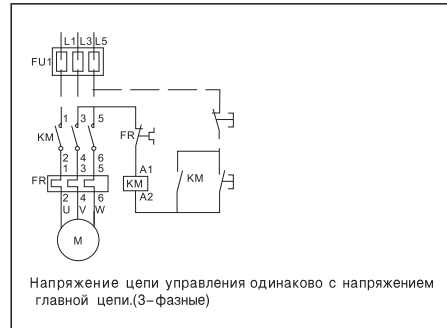 L1 L3 L5
FU1
1 3 5
KM
FR
2 4 6
1 3 5
FR
A1
KM
KM
A2
2 4 6
U V W
M
Напряжение цепи управления одинаково с напряжением
главной цепи.(3-фазные)